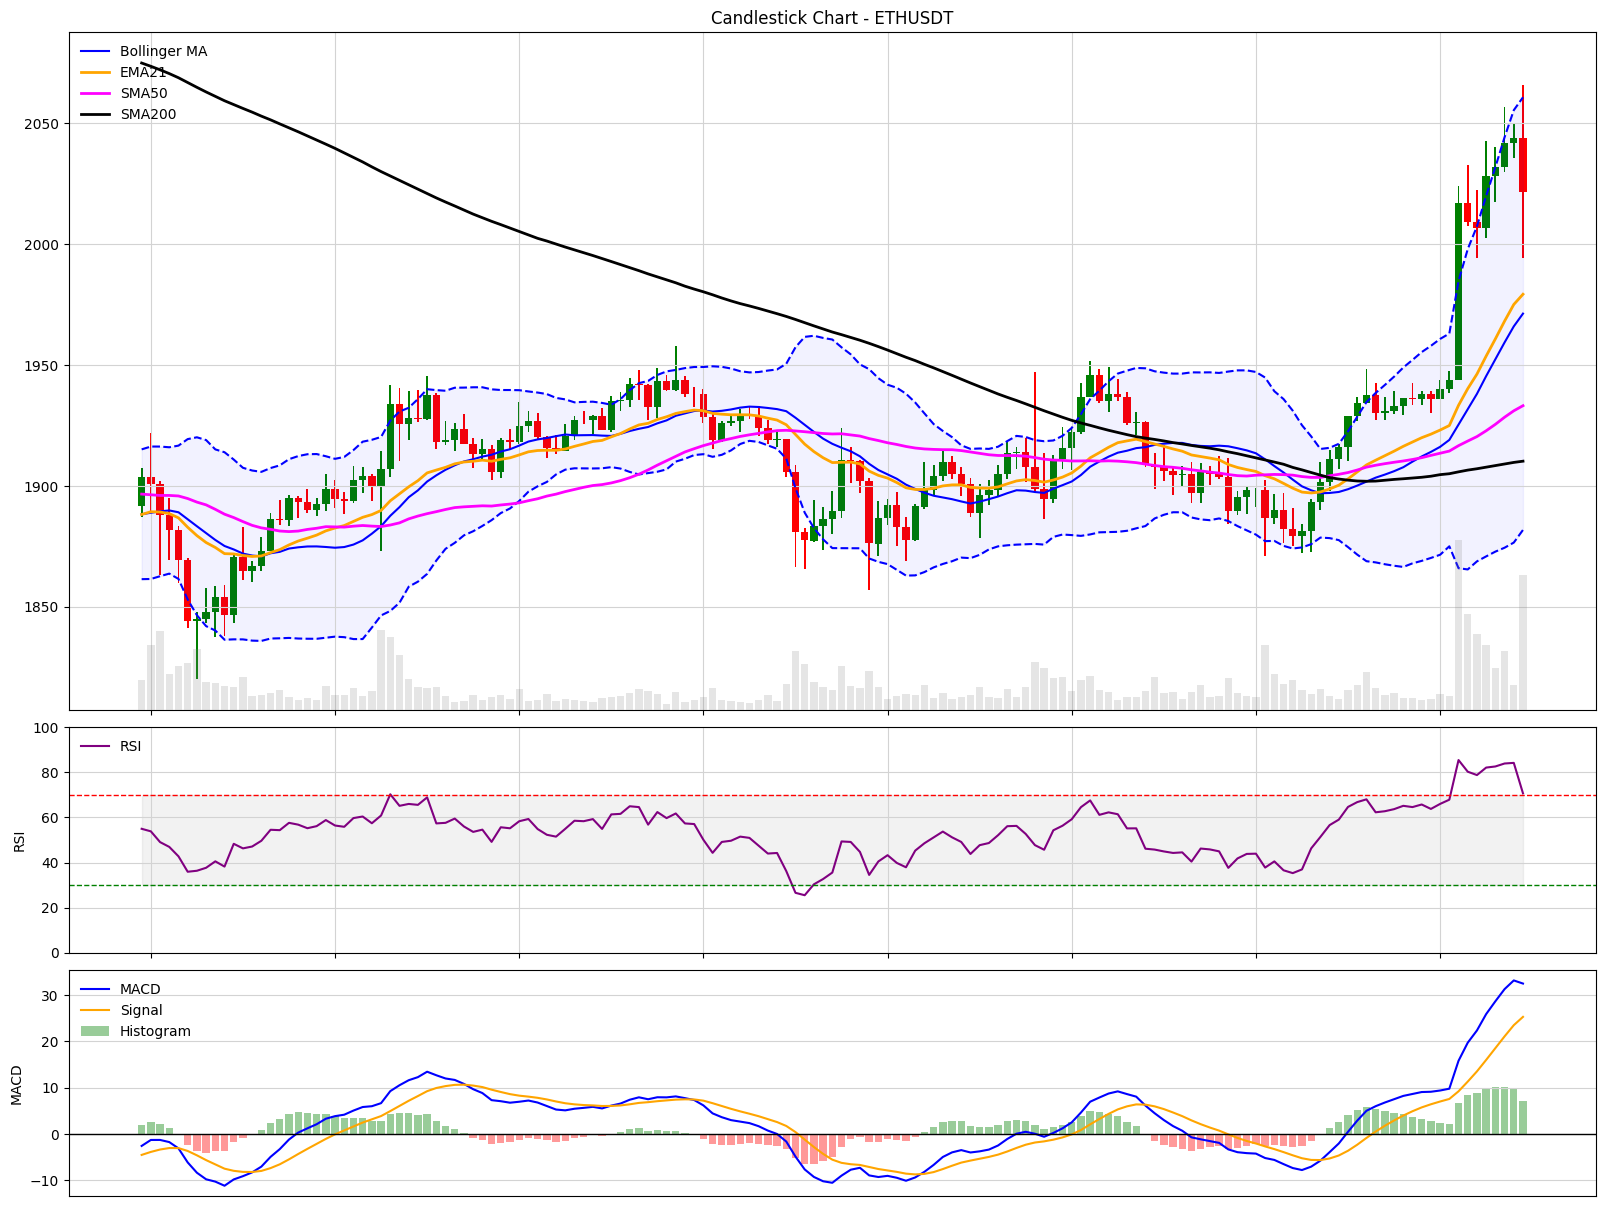 Candlestick Chart - ETHUSDT
Bollinger MA
EMA21
SMA50
SMA200
2050
2000
1950
1900
1850
RSI
100
80
60
40
20
0
RSI
MACD
Signal
Histogram
30
20
10
0
−10
MACD